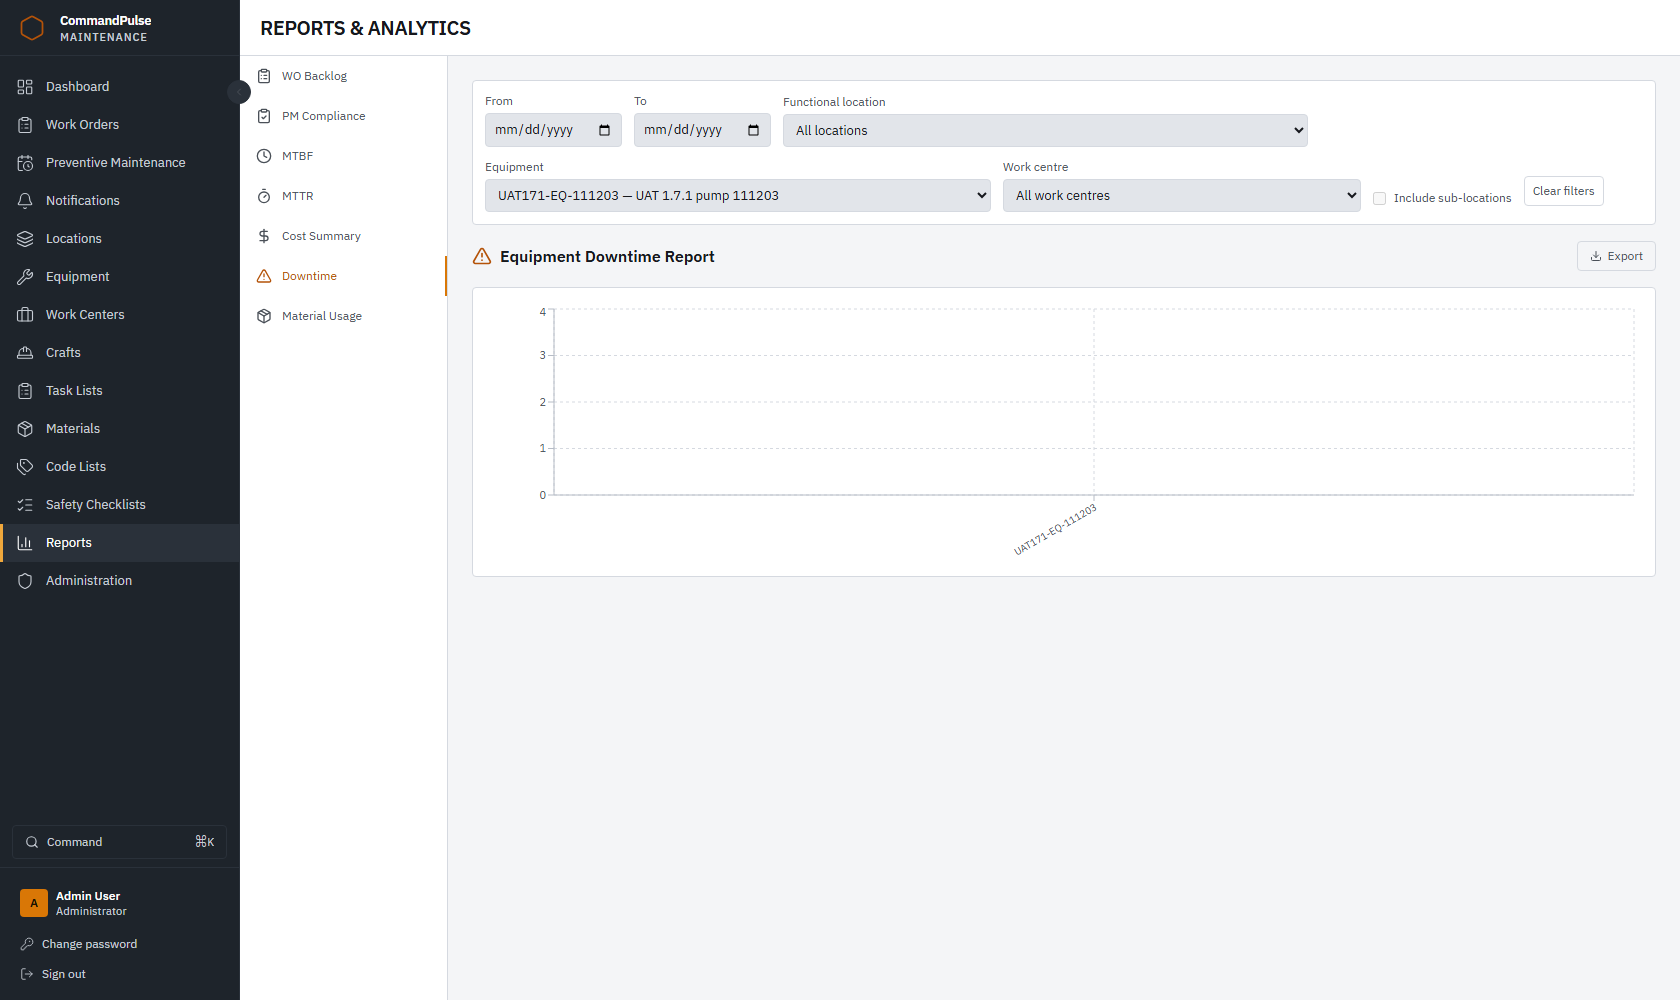 CommandPulse
MAINTENANCE
Dashboard
Work Orders
Preventive Maintenance
Notifications
Locations
Equipment
Work Centers
Crafts
Task Lists
Materials
Code Lists
Safety Checklists
Reports
Administration
Command ⌘K
A
Admin User
Administrator
Change password
Sign out
REPORTS & ANALYTICS
WO Backlog
PM Compliance
MTBF
MTTR
Cost Summary
Downtime
Material Usage
From To Functional location
mm/dd/yyyy mm/dd/yyyy All locations
Equipment Work centre
UAT171-EQ-111203 — UAT 1.7.1 pump 111203 All work centres Include sub-locations Clear filters
Equipment Downtime Report Export
4
3
2
1
0
UAT171-EQ-111203